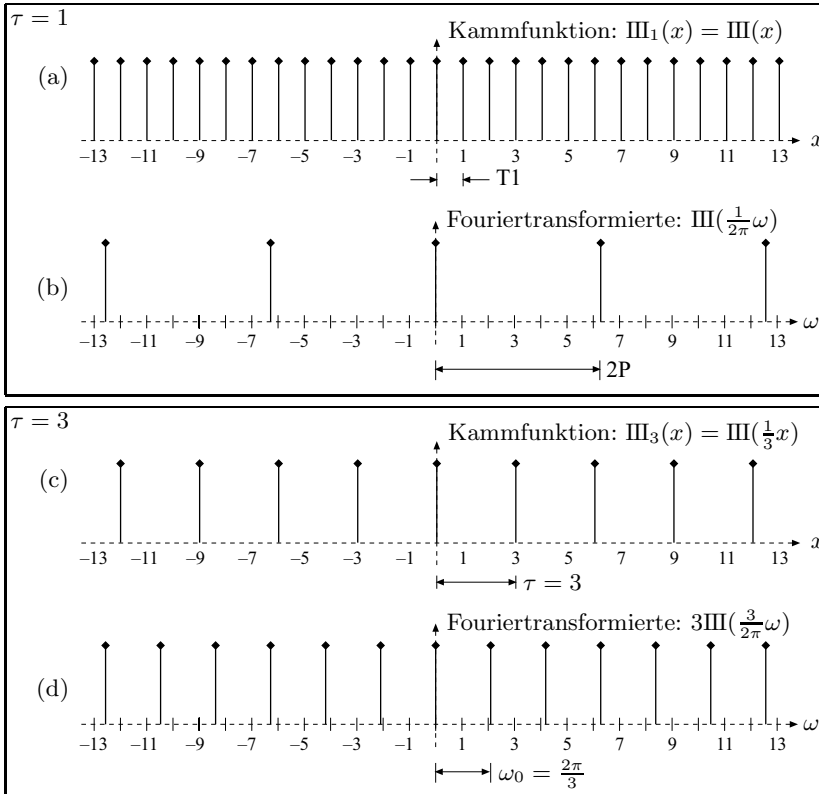 τ = 1
Kammfunktion: Ш₁(x) = Ш(x)
(a)
–13 –11 –9 –7 –5 –3 –1 1 3 5 7 9 11 13 x
T1
Fouriertransformierte: Ш(\frac{1}{2π}ω)
(b)
–13 –11 –9 –7 –5 –3 –1 1 3 5 7 9 11 13 ω
2P
τ = 3
Kammfunktion: Ш₃(x) = Ш(\frac{1}{3}x)
(c)
–13 –11 –9 –7 –5 –3 –1 1 3 5 7 9 11 13 x
τ = 3
Fouriertransformierte: 3Ш(\frac{3}{2π}ω)
(d)
–13 –11 –9 –7 –5 –3 –1 1 3 5 7 9 11 13 ω
ω₀ = \frac{2π}{3}